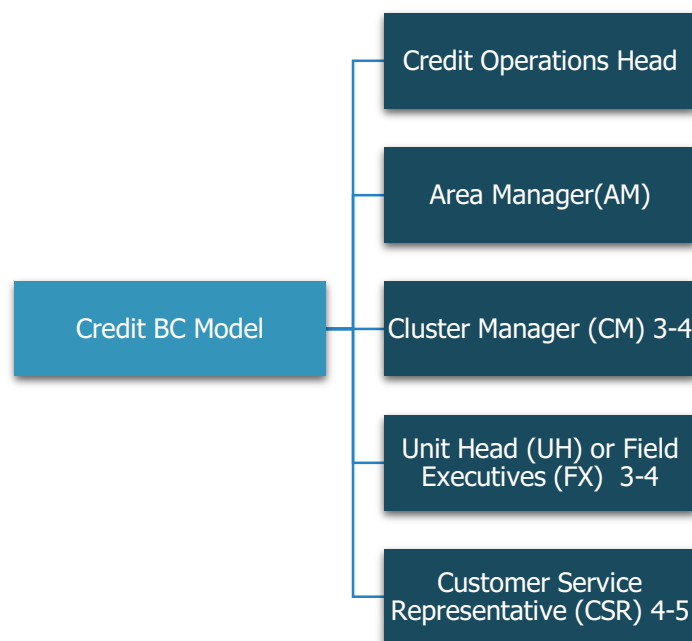 Credit Operations Head
Area Manager(AM)
Credit BC Model
Cluster Manager (CM) 3-4
Unit Head (UH) or Field
Executives (FX) 3-4
Customer Service
Representative (CSR) 4-5